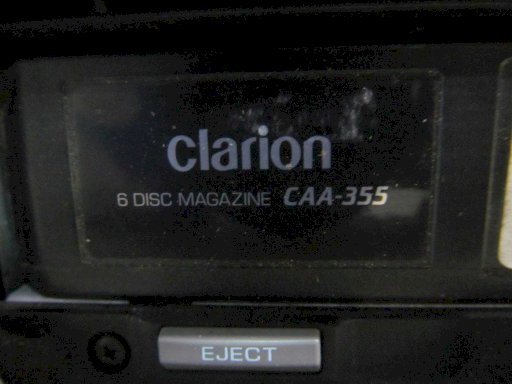 clarion
6 DISC MAGAZINE CAA-355
EJECT